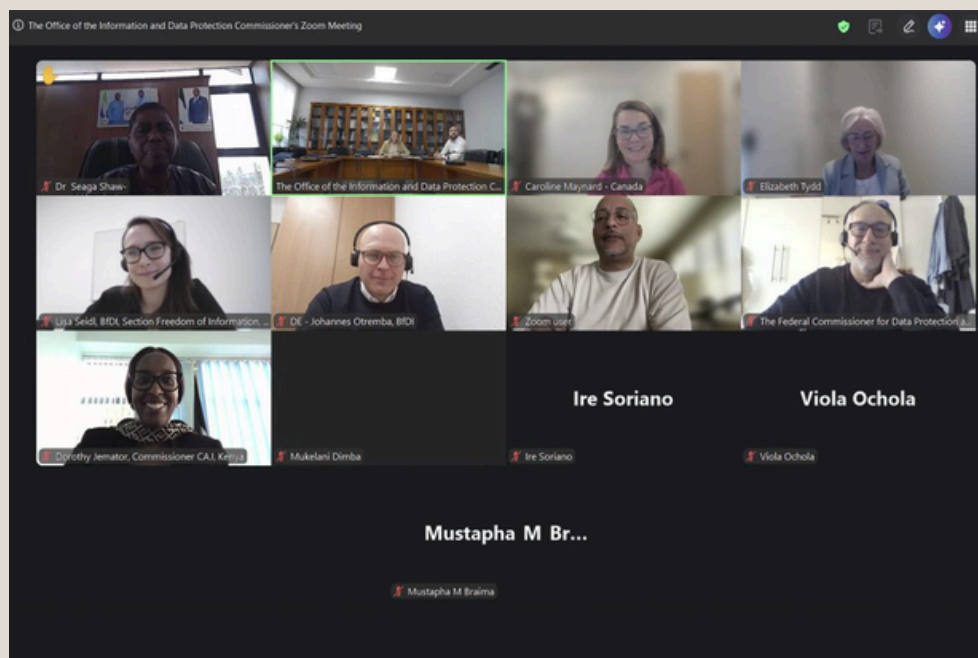 The Office of the Information and Data Protection Commissioner's Zoom Meeting
Dr Seaga Shaw-
The Office of the Information and Data Protection C...
Caroline Maynard - Canada
Elizabeth Tydd
Lisa Seidl, BfDI, Section Freedom of Information, ...
DE - Johannes Otremba, BfDI
Zoom user
The Federal Commissioner for Data Protection a...
Dorothy Jemator, Commissioner CAJ, Kenya
Mukelani Dimba
Ire Soriano
Ire Soriano
Viola Ochola
Viola Ochola
Mustapha M Br...
Mustapha M Braima